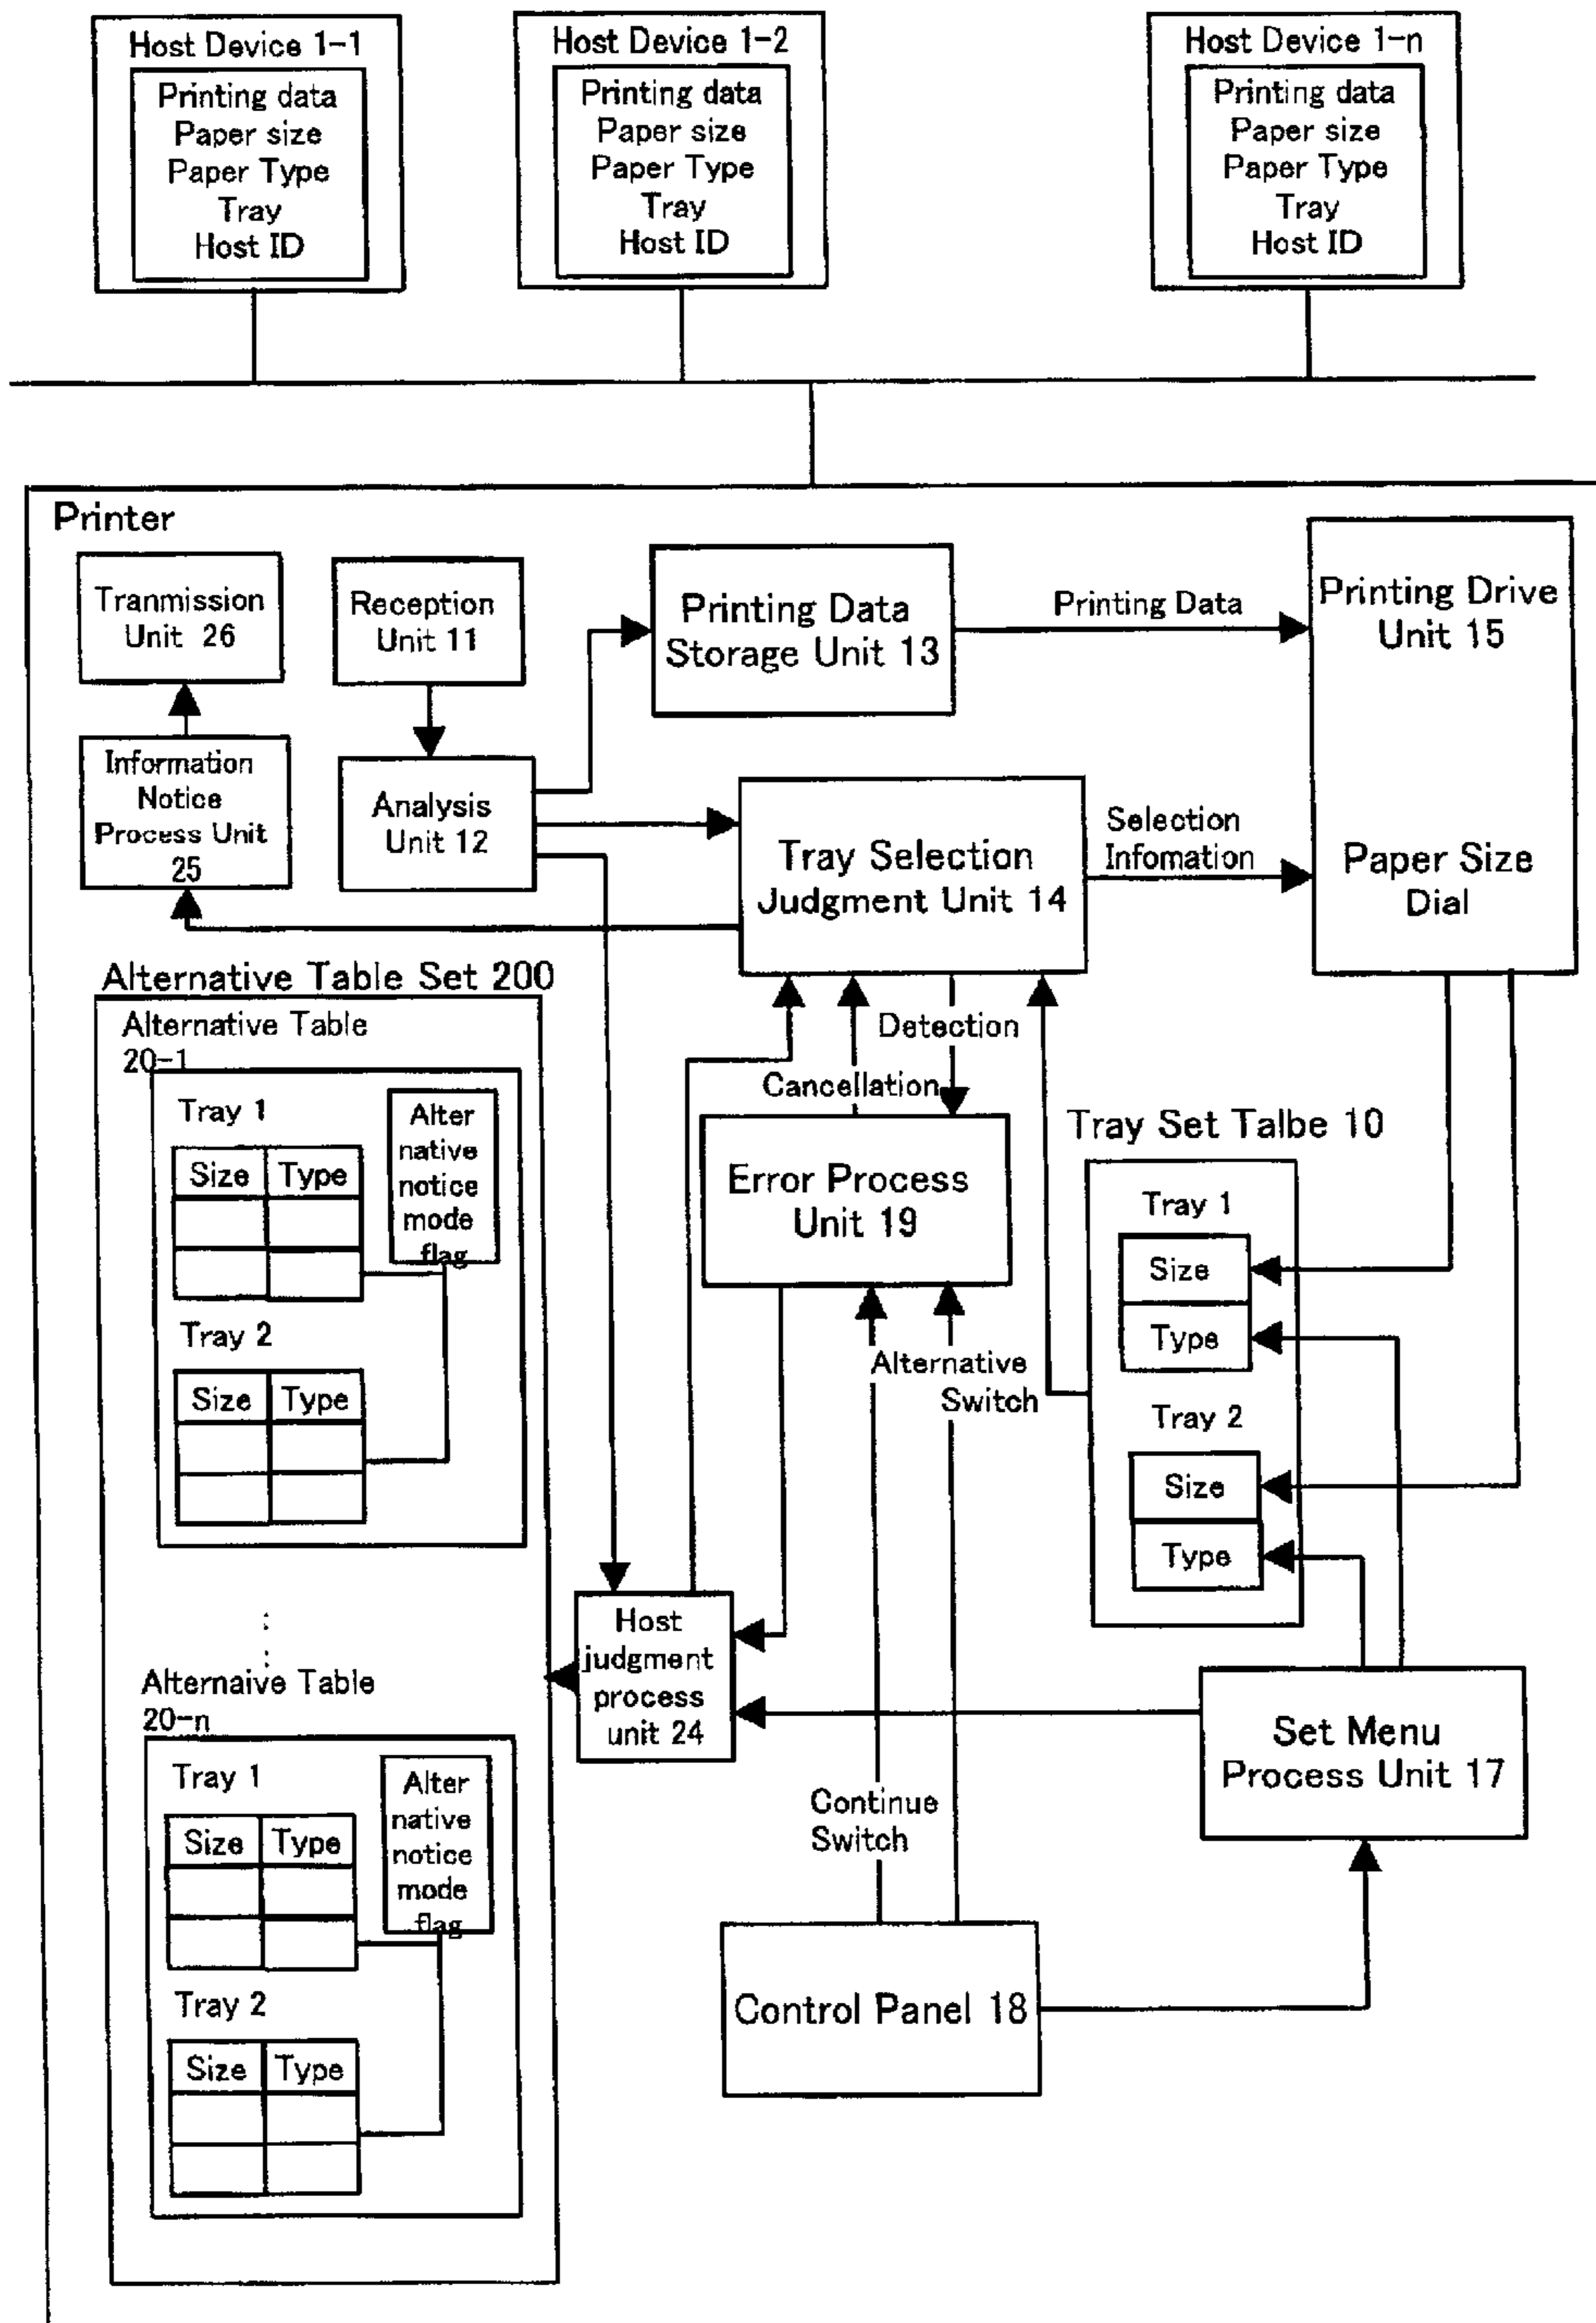 Host Device 1-1
Printing data
Paper size
Paper Type
Tray
Host ID
Host Device 1-2
Printing data
Paper size
Paper Type
Tray
Host ID
Host Device 1-n
Printing data
Paper size
Paper Type
Tray
Host ID
Printer
Tranmission
Unit 26
Reception
Unit 11
Printing Data
Storage Unit 13
Printing Data
Printing Drive
Unit 15
Paper Size
Dial
Information
Notice
Process Unit
25
Analysis
Unit 12
Tray Selection
Judgment Unit 14
Selection
Infomation
Alternative Table Set 200
Alternative Table
20-1
Tray 1
Size Type
Alter
native
notice
mode
flag
Tray 2
Size Type
Detection
Cancellation
Error Process
Unit 19
Tray Set Talbe 10
Tray 1
Size
Type
Tray 2
Size
Type
Alternative
Switch
Host
judgment
process
unit 24
Set Menu
Process Unit 17
Continue
Switch
Control Panel 18
Alternaive Table
20-n
Tray 1
Size Type
Alter
native
notice
mode
flag
Tray 2
Size Type